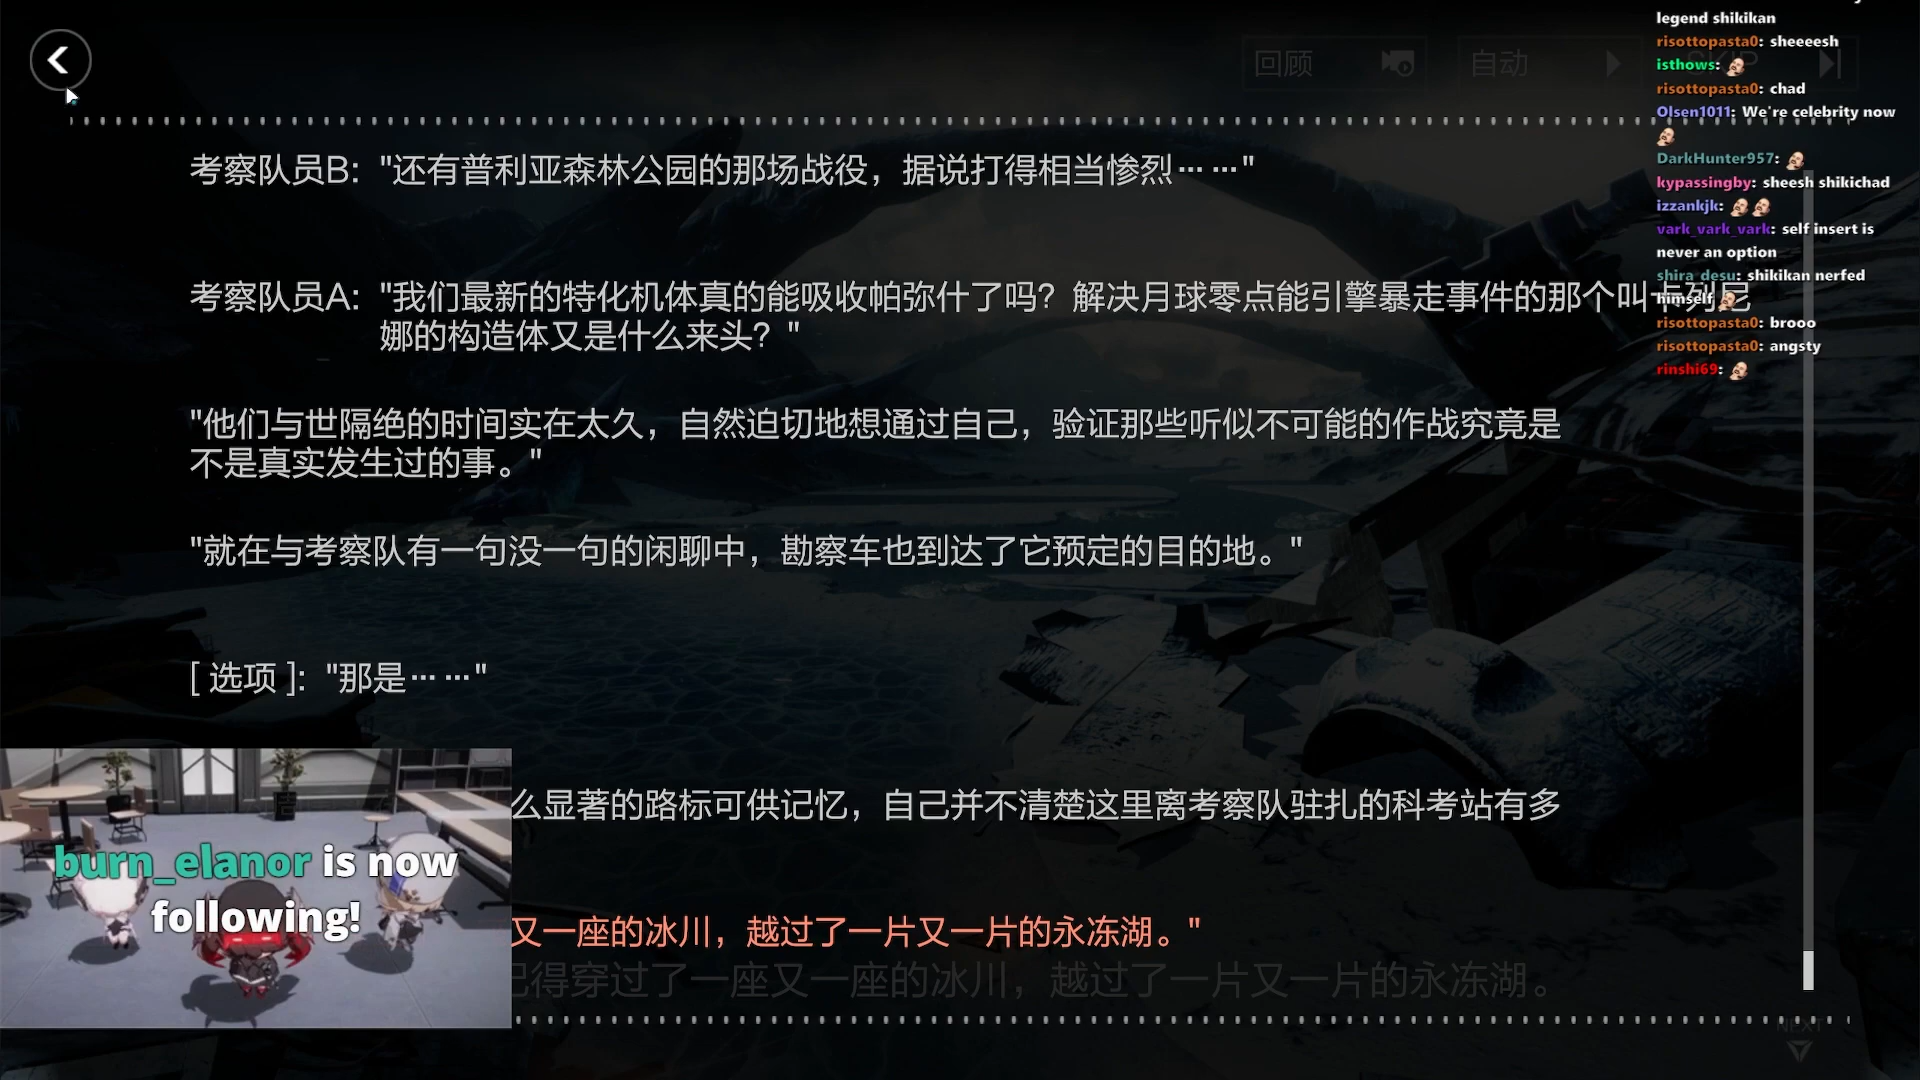 legend shikikan
回顾
自动
SKIP
risottopasta0: sheeeesh
isthows:
risottopasta0: chad
Olsen1011: We're celebrity now
DarkHunter957:
kypassingby: sheesh shikichad
izzankjk:
vark_vark_vark: self insert is
never an option
shira_desu: shikikan nerfed
himself
risottopasta0: brooo
risottopasta0: angsty
rinshi69:
考察队员B: "还有普利亚森林公园的那场战役，据说打得相当惨烈……"
考察队员A: "我们最新的特化机体真的能吸收帕弥什了吗？解决月球零点能引擎暴走事件的那个叫卡列尼
娜的构造体又是什么来头？"
"他们与世隔绝的时间实在太久，自然迫切地想通过自己，验证那些听似不可能的作战究竟是
不是真实发生过的事。"
"就在与考察队有一句没一句的闲聊中，勘察车也到达了它预定的目的地。"
[ 选项 ]: "那是……"
么显著的路标可供记忆，自己并不清楚这里离考察队驻扎的科考站有多
又一座的冰川，越过了一片又一片的永冻湖。"
记得穿过了一座又一座的冰川，越过了一片又一片的永冻湖。
burn_elanor is now
following!
NEXT